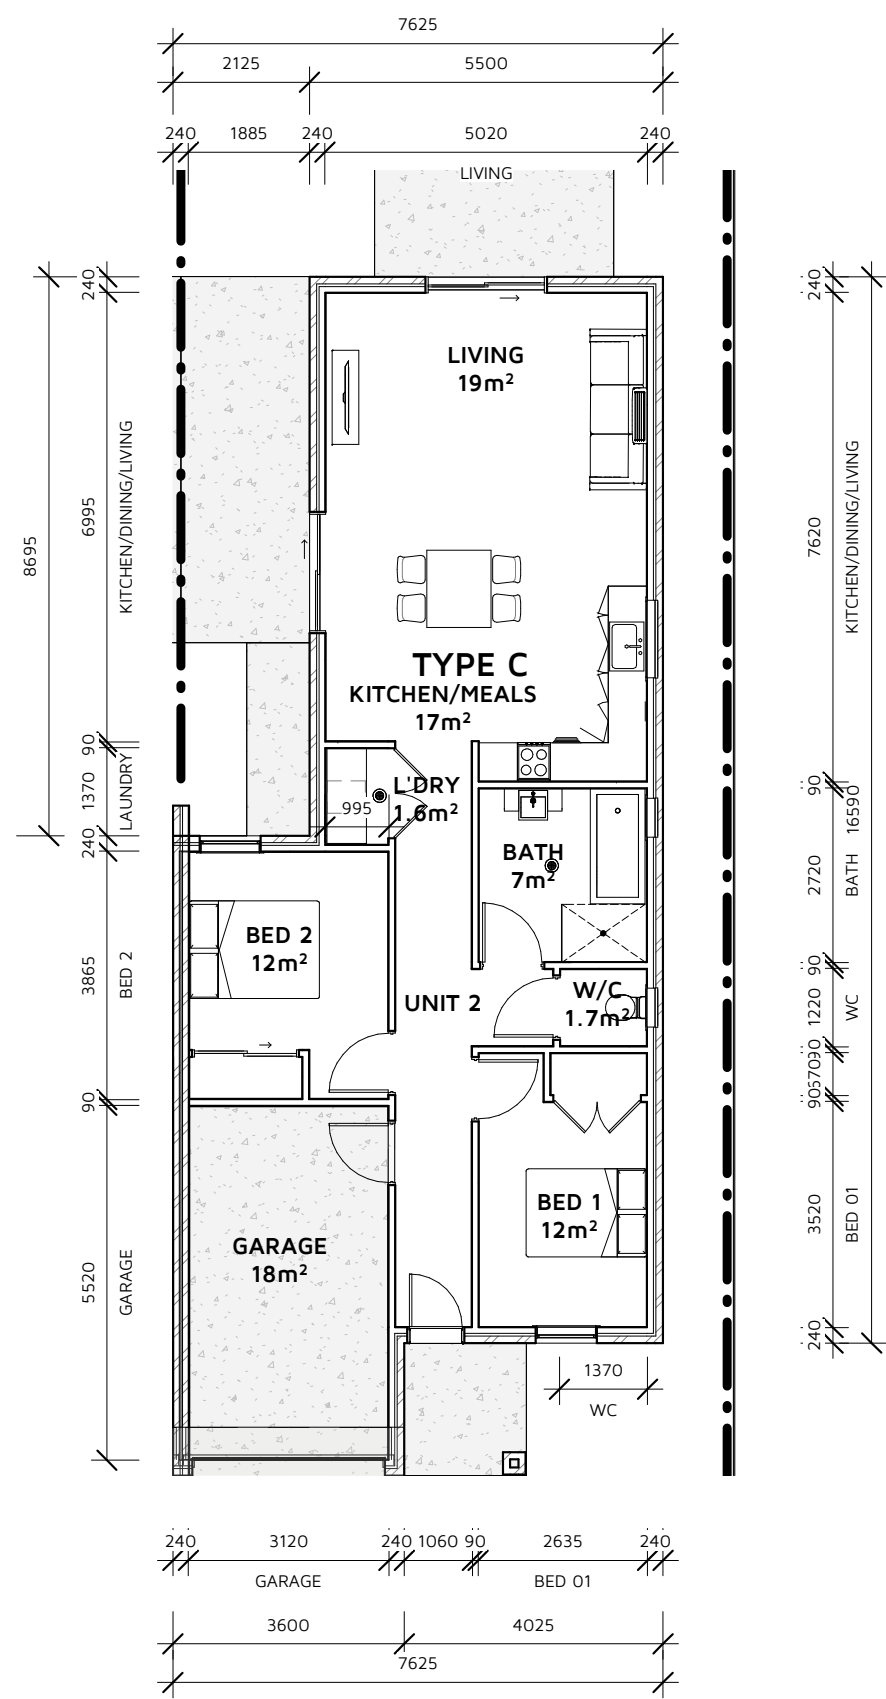 7625
2125
5500
240
1885
240
5020
240
LIVING
240
6995
KITCHEN/DINING/LIVING
8695
90
1370
LAUNDRY
240
3865
BED 2
90
5520
GARAGE
LIVING
19m²
TYPE C
KITCHEN/MEALS
17m²
L'DRY
1.6m²
995
BATH
7m²
BED 2
12m²
UNIT 2
W/C
1.7m²
BED 1
12m²
GARAGE
18m²
240
7620
KITCHEN/DINING/LIVING
90
16590
2720
BATH
90
1220
WC
90
570
90
3520
BED 01
240
1370
WC
240
3120
240
1060
90
2635
240
GARAGE
BED 01
3600
4025
7625